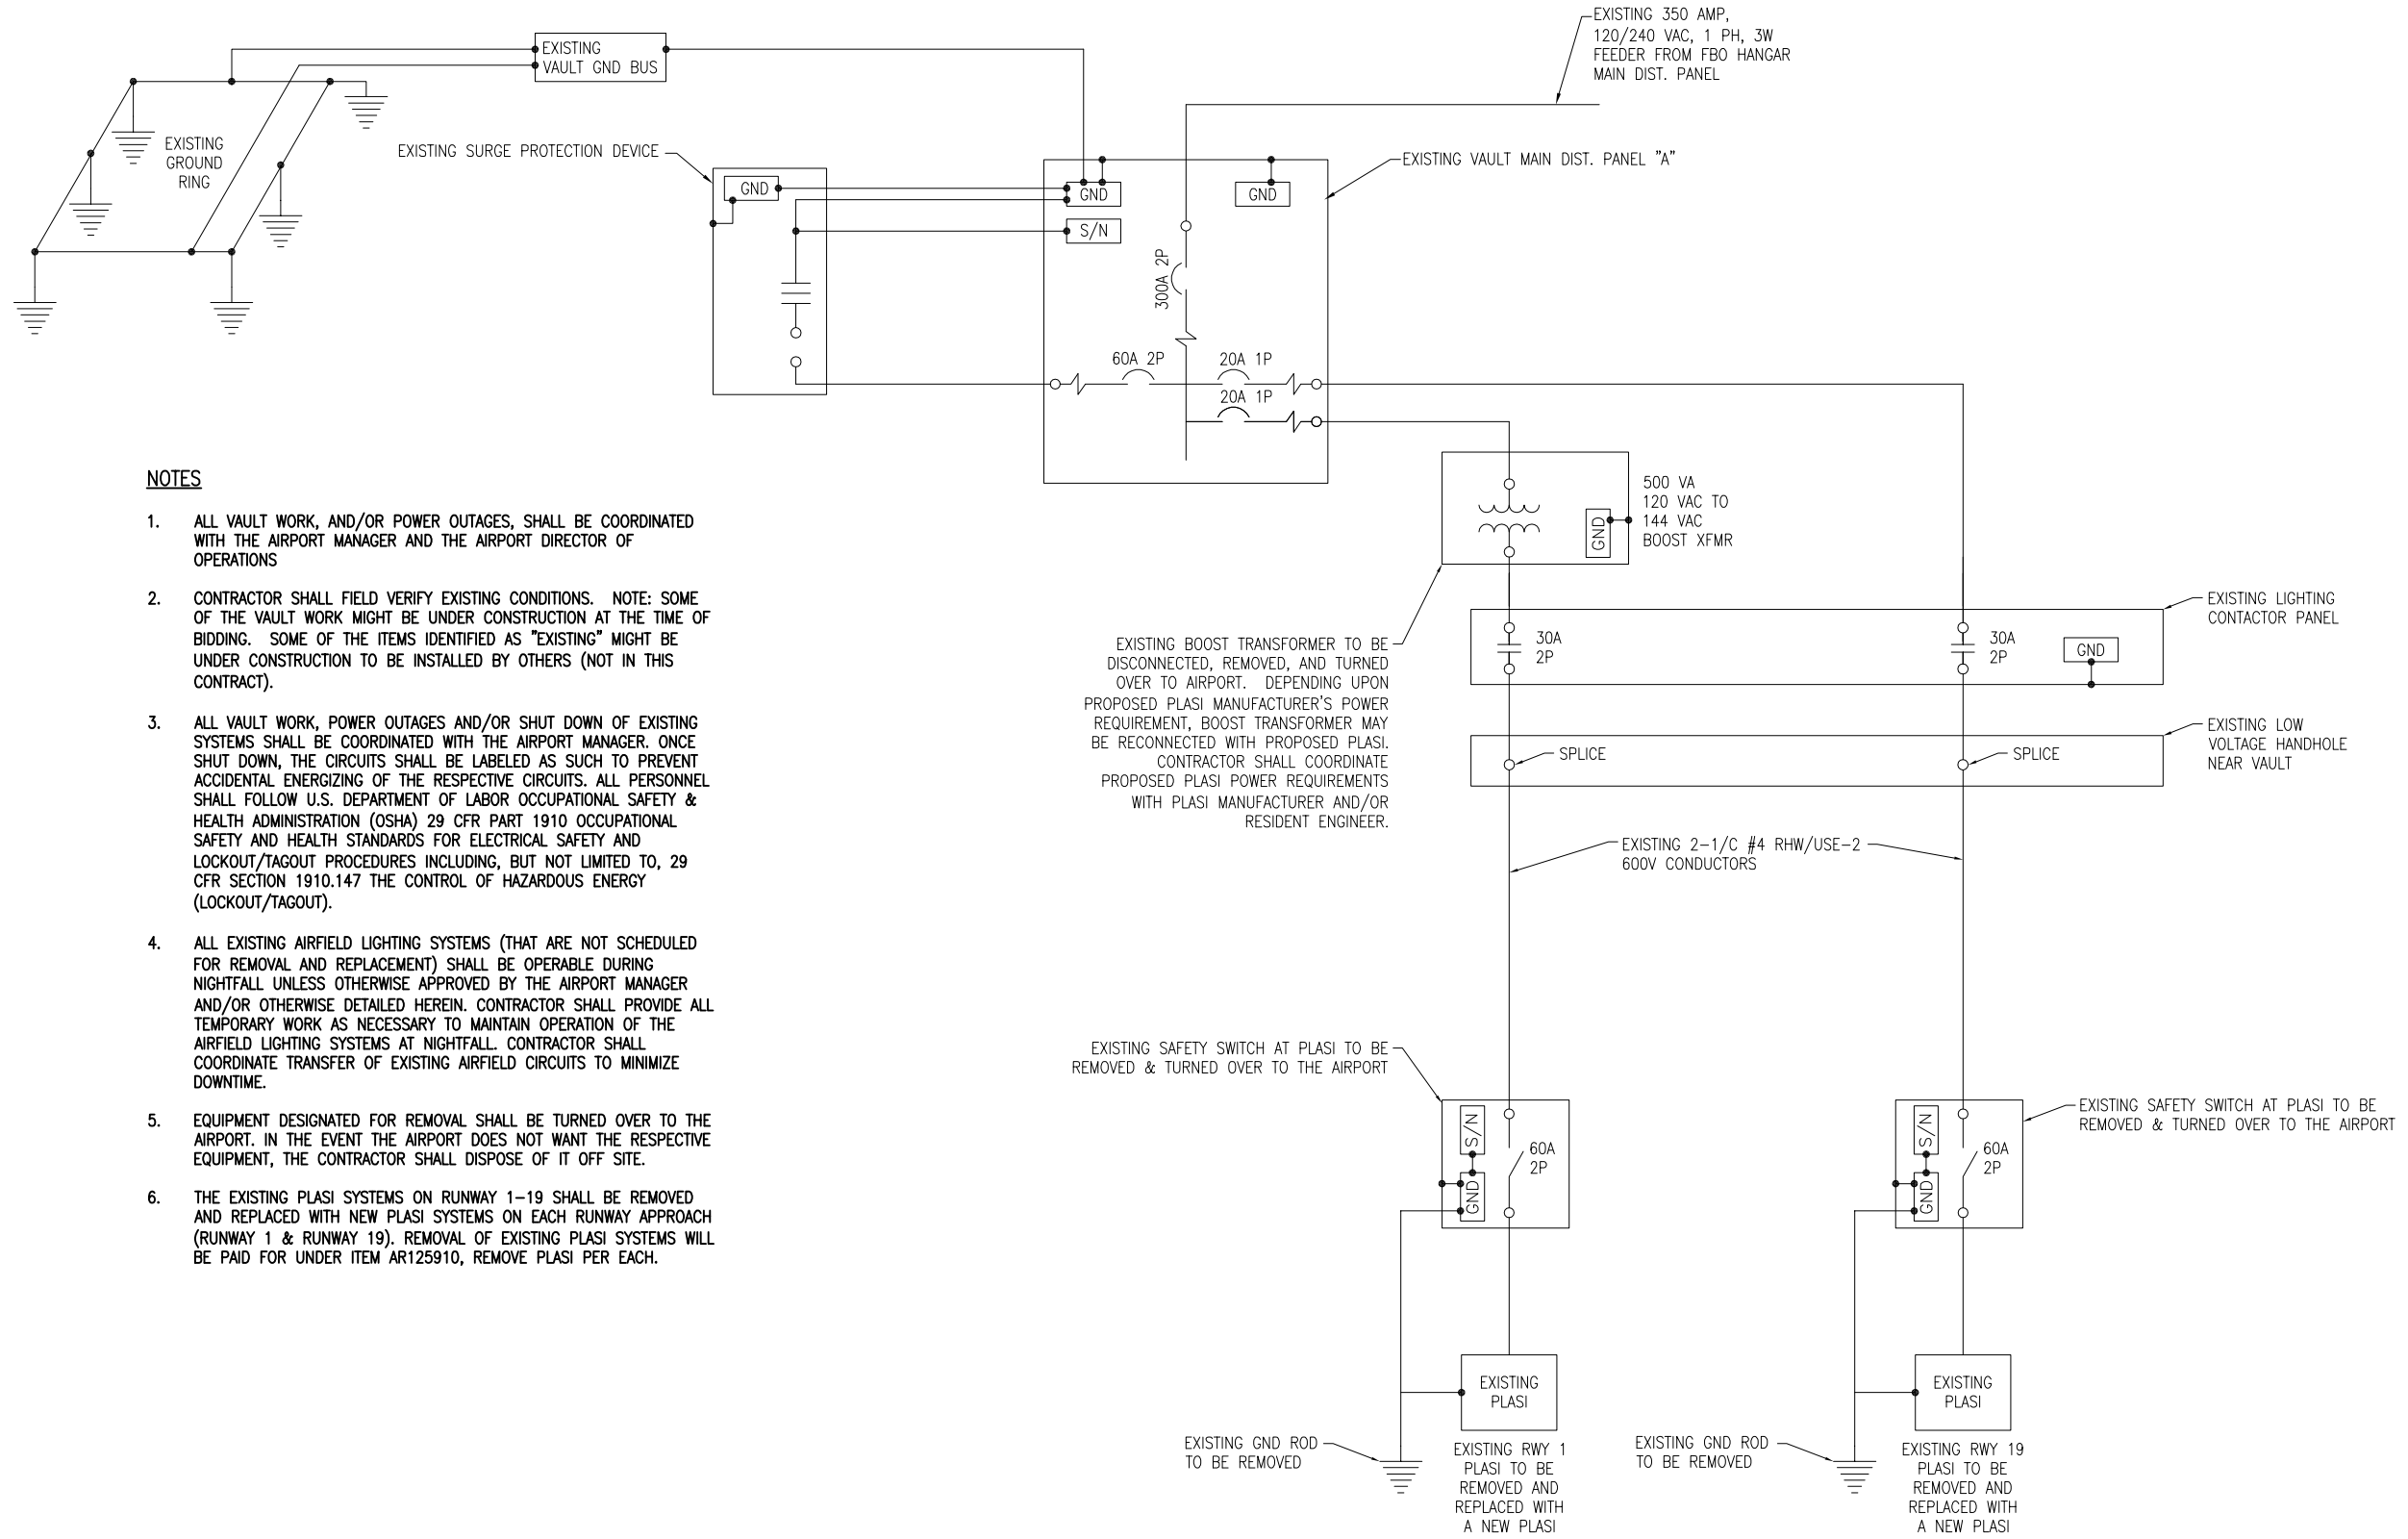 EXISTING 350 AMP,
120/240 VAC, 1 PH, 3W
FEEDER FROM FBO HANGAR
MAIN DIST. PANEL
EXISTING
VAULT GND BUS
EXISTING
GROUND
RING
EXISTING SURGE PROTECTION DEVICE
EXISTING VAULT MAIN DIST. PANEL "A"
GND
GND
GND
S/N
300A 2P
60A 2P
20A 1P
20A 1P
NOTES
1. ALL VAULT WORK, AND/OR POWER OUTAGES, SHALL BE COORDINATED
WITH THE AIRPORT MANAGER AND THE AIRPORT DIRECTOR OF
OPERATIONS
2. CONTRACTOR SHALL FIELD VERIFY EXISTING CONDITIONS. NOTE: SOME
OF THE VAULT WORK MIGHT BE UNDER CONSTRUCTION AT THE TIME OF
BIDDING. SOME OF THE ITEMS IDENTIFIED AS "EXISTING" MIGHT BE
UNDER CONSTRUCTION TO BE INSTALLED BY OTHERS (NOT IN THIS
CONTRACT).
3. ALL VAULT WORK, POWER OUTAGES AND/OR SHUT DOWN OF EXISTING
SYSTEMS SHALL BE COORDINATED WITH THE AIRPORT MANAGER. ONCE
SHUT DOWN, THE CIRCUITS SHALL BE LABELED AS SUCH TO PREVENT
ACCIDENTAL ENERGIZING OF THE RESPECTIVE CIRCUITS. ALL PERSONNEL
SHALL FOLLOW U.S. DEPARTMENT OF LABOR OCCUPATIONAL SAFETY &
HEALTH ADMINISTRATION (OSHA) 29 CFR PART 1910 OCCUPATIONAL
SAFETY AND HEALTH STANDARDS FOR ELECTRICAL SAFETY AND
LOCKOUT/TAGOUT PROCEDURES INCLUDING, BUT NOT LIMITED TO, 29
CFR SECTION 1910.147 THE CONTROL OF HAZARDOUS ENERGY
(LOCKOUT/TAGOUT).
4. ALL EXISTING AIRFIELD LIGHTING SYSTEMS (THAT ARE NOT SCHEDULED
FOR REMOVAL AND REPLACEMENT) SHALL BE OPERABLE DURING
NIGHTFALL UNLESS OTHERWISE APPROVED BY THE AIRPORT MANAGER
AND/OR OTHERWISE DETAILED HEREIN. CONTRACTOR SHALL PROVIDE ALL
TEMPORARY WORK AS NECESSARY TO MAINTAIN OPERATION OF THE
AIRFIELD LIGHTING SYSTEMS AT NIGHTFALL. CONTRACTOR SHALL
COORDINATE TRANSFER OF EXISTING AIRFIELD CIRCUITS TO MINIMIZE
DOWNTIME.
5. EQUIPMENT DESIGNATED FOR REMOVAL SHALL BE TURNED OVER TO THE
AIRPORT. IN THE EVENT THE AIRPORT DOES NOT WANT THE RESPECTIVE
EQUIPMENT, THE CONTRACTOR SHALL DISPOSE OF IT OFF SITE.
6. THE EXISTING PLASI SYSTEMS ON RUNWAY 1-19 SHALL BE REMOVED
AND REPLACED WITH NEW PLASI SYSTEMS ON EACH RUNWAY APPROACH
(RUNWAY 1 & RUNWAY 19). REMOVAL OF EXISTING PLASI SYSTEMS WILL
BE PAID FOR UNDER ITEM AR125910, REMOVE PLASI PER EACH.
GND
500 VA
120 VAC TO
144 VAC
BOOST XFMR
EXISTING BOOST TRANSFORMER TO BE
DISCONNECTED, REMOVED, AND TURNED
OVER TO AIRPORT. DEPENDING UPON
PROPOSED PLASI MANUFACTURER'S POWER
REQUIREMENT, BOOST TRANSFORMER MAY
BE RECONNECTED WITH PROPOSED PLASI.
CONTRACTOR SHALL COORDINATE
PROPOSED PLASI POWER REQUIREMENTS
WITH PLASI MANUFACTURER AND/OR
RESIDENT ENGINEER.
30A
2P
30A
2P
GND
EXISTING LIGHTING
CONTACTOR PANEL
SPLICE
SPLICE
EXISTING LOW
VOLTAGE HANDHOLE
NEAR VAULT
EXISTING 2-1/C #4 RHW/USE-2
600V CONDUCTORS
EXISTING SAFETY SWITCH AT PLASI TO BE
REMOVED & TURNED OVER TO THE AIRPORT
S/N
GND
60A
2P
S/N
GND
60A
2P
EXISTING SAFETY SWITCH AT PLASI TO BE
REMOVED & TURNED OVER TO THE AIRPORT
EXISTING
PLASI
EXISTING
PLASI
EXISTING GND ROD
TO BE REMOVED
EXISTING RWY 1
PLASI TO BE
REMOVED AND
REPLACED WITH
A NEW PLASI
EXISTING GND ROD
TO BE REMOVED
EXISTING RWY 19
PLASI TO BE
REMOVED AND
REPLACED WITH
A NEW PLASI